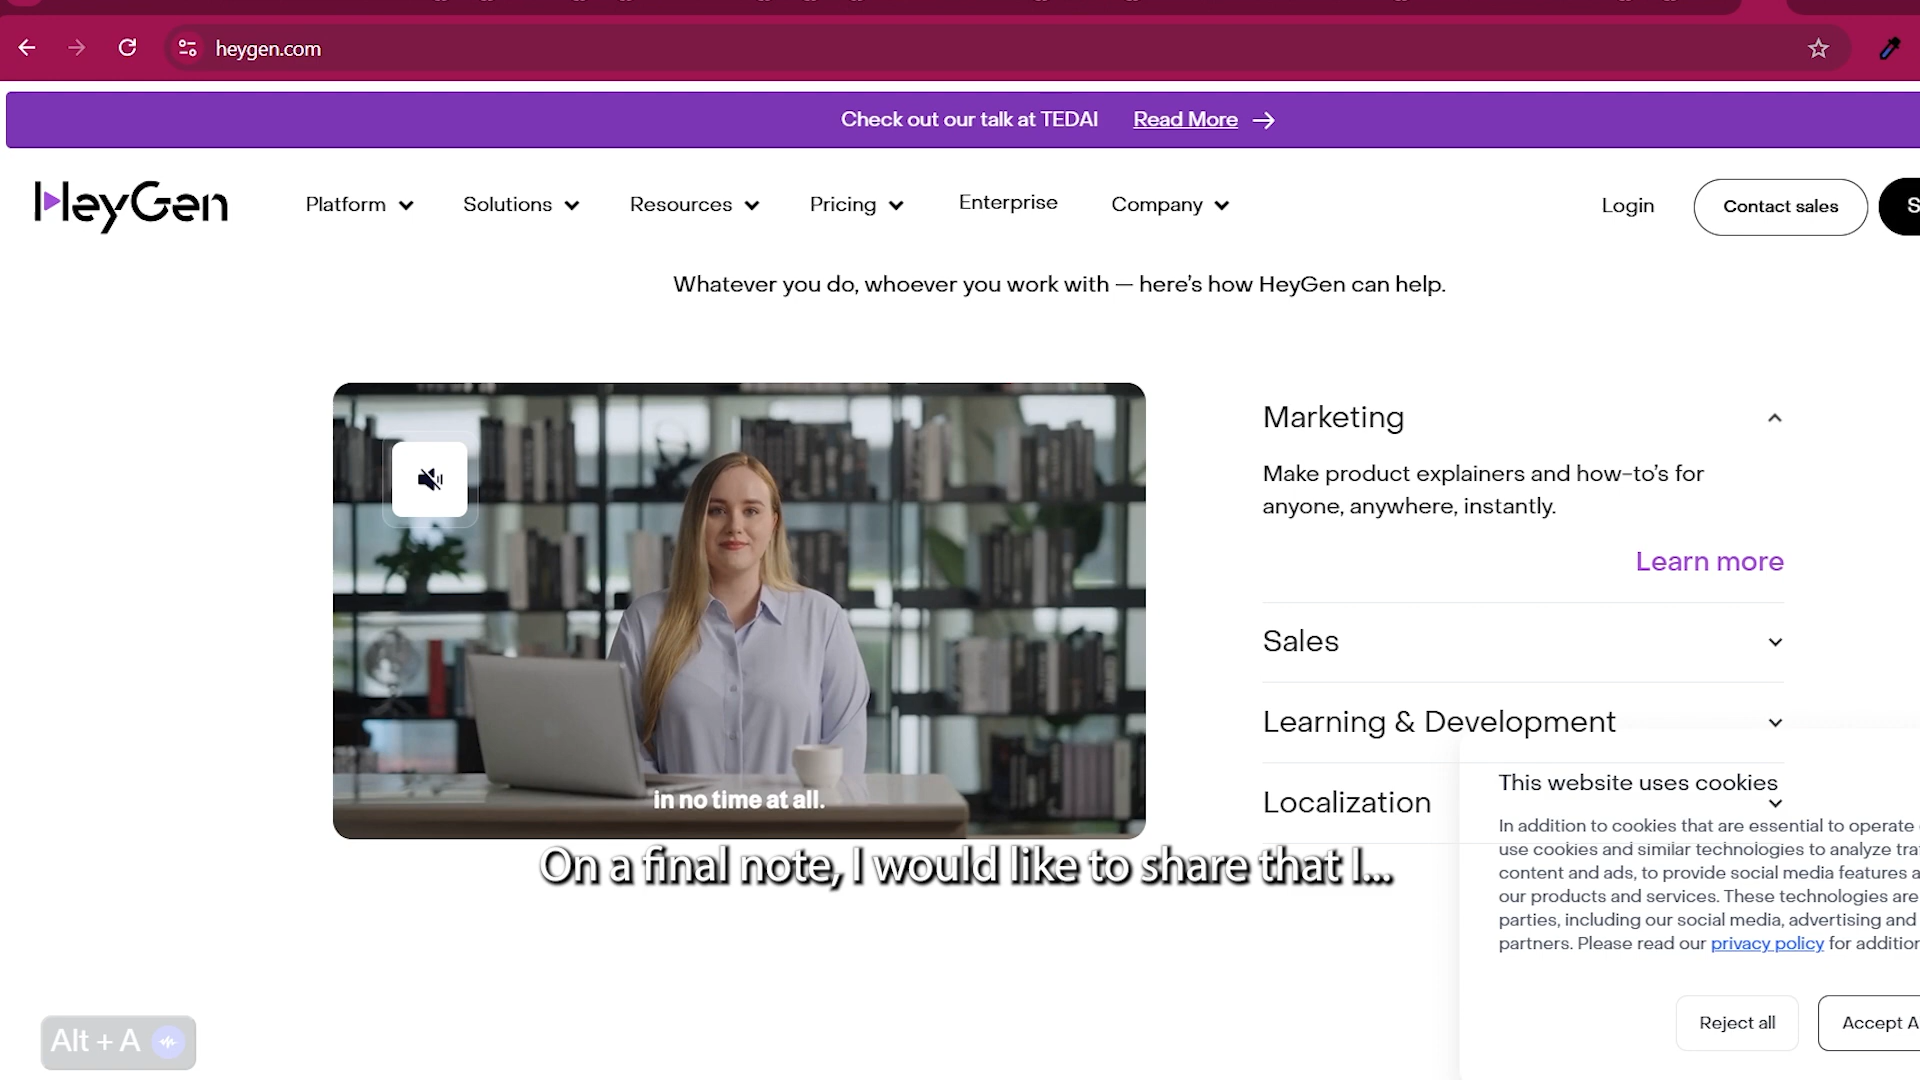 heygen.com
Check out our talk at TEDAI Read More
HeyGen Platform Solutions Resources Pricing Enterprise Company Login Contact sales S
Whatever you do, whoever you work with — here's how HeyGen can help.
Marketing
Make product explainers and how-to's for
anyone, anywhere, instantly.
Learn more
Sales
Learning & Development
Localization
in no time at all.
On a final note, I would like to share that I...
This website uses cookies
In addition to cookies that are essential to operate
use cookies and similar technologies to analyze tra
content and ads, to provide social media features a
our products and services. These technologies are
parties, including our social media, advertising and
partners. Please read our privacy policy for addition
Reject all Accept A
Alt + A